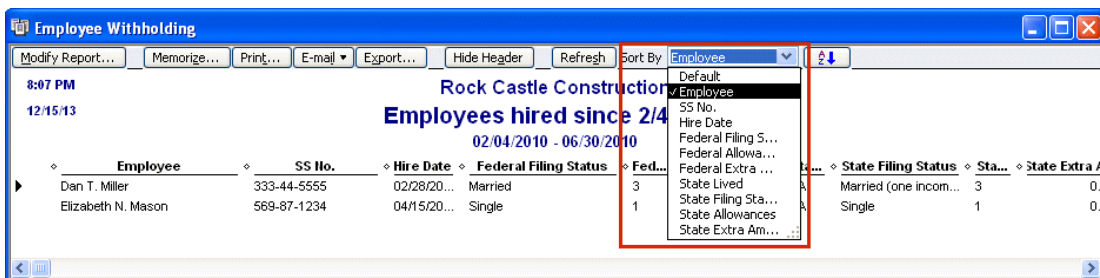 Employee Withholding
Modify Report... Memorize... Print... E-mail Export... Hide Header Refresh Sort By Employee
Default
Employee
SS No.
Hire Date
Federal Filing S...
Federal Allowa...
Federal Extra ...
State Lived
State Filing Sta...
State Allowances
State Extra Am...
8:07 PM
12/15/13
Rock Castle Construction
Employees hired since 2/4
02/04/2010 - 06/30/2010
Employee SS No. Hire Date Federal Filing Status Fed... State Filing Status Sta... State Extra A
Dan T. Miller 333-44-5555 02/28/20... Married 3 Married (one incom... 3 0.
Elizabeth N. Mason 569-87-1234 04/15/20... Single 1 Single 1 0.